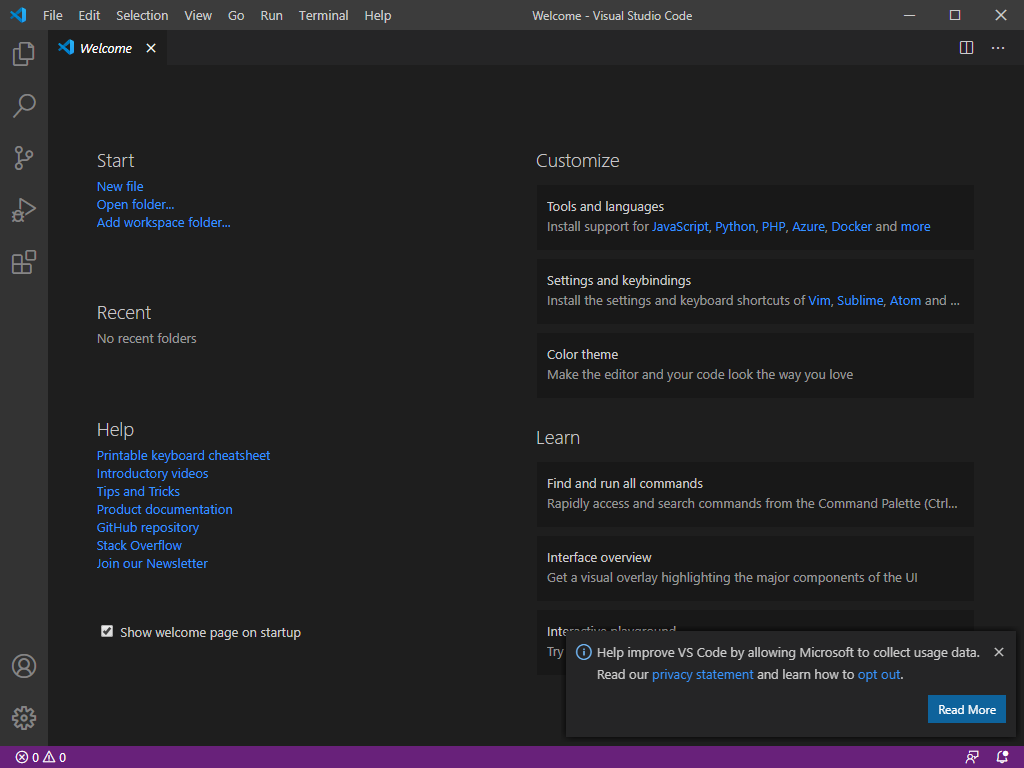 File Edit Selection View Go Run Terminal Help Welcome - Visual Studio Code
Welcome
Start
New file
Open folder...
Add workspace folder...
Recent
No recent folders
Help
Printable keyboard cheatsheet
Introductory videos
Tips and Tricks
Product documentation
GitHub repository
Stack Overflow
Join our Newsletter
Show welcome page on startup
Customize
Tools and languages
Install support for JavaScript, Python, PHP, Azure, Docker and more
Settings and keybindings
Install the settings and keyboard shortcuts of Vim, Sublime, Atom and ...
Color theme
Make the editor and your code look the way you love
Learn
Find and run all commands
Rapidly access and search commands from the Command Palette (Ctrl...
Interface overview
Get a visual overlay highlighting the major components of the UI
Interactive playground
Try
Help improve VS Code by allowing Microsoft to collect usage data.
Read our privacy statement and learn how to opt out.
Read More
0 0